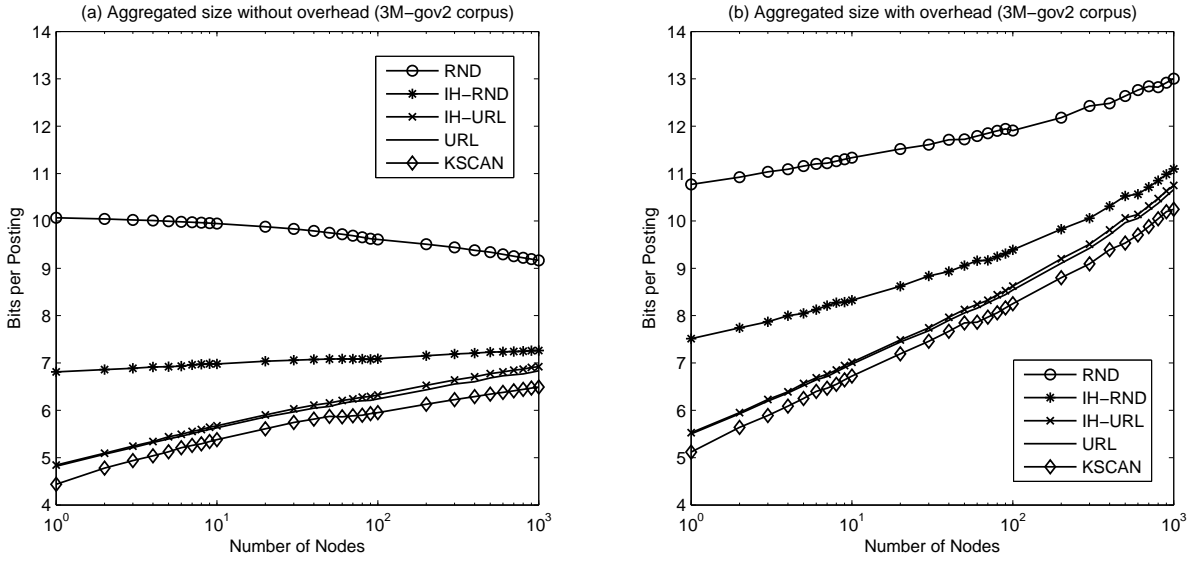 (a) Aggregated size without overhead (3M−gov2 corpus)
14
13
12
11
10
9
8
7
6
5
4
Bits per Posting
RND
IH−RND
IH−URL
URL
KSCAN
10^0
10^1
10^2
10^3
Number of Nodes
(b) Aggregated size with overhead (3M−gov2 corpus)
14
13
12
11
10
9
8
7
6
5
4
Bits per Posting
RND
IH−RND
IH−URL
URL
KSCAN
10^0
10^1
10^2
10^3
Number of Nodes